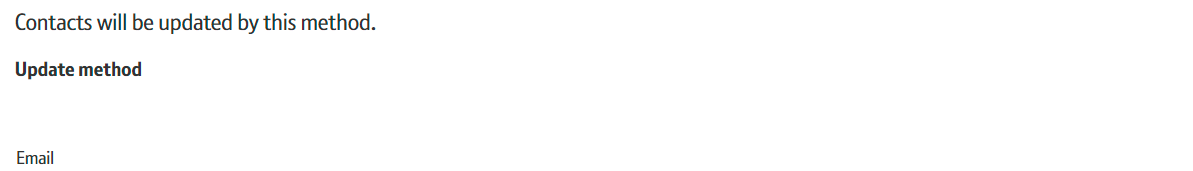 Contacts will be updated by this method.
Update method
Email